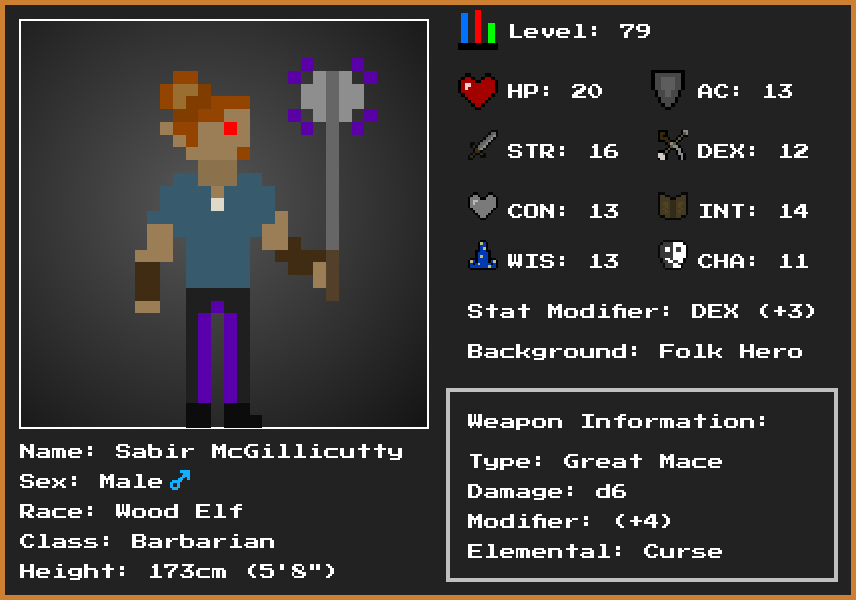 Level: 79
HP: 20
AC: 13
STR: 16
DEX: 12
CON: 13
INT: 14
WIS: 13
CHA: 11
Stat Modifier: DEX (+3)
Background: Folk Hero
Weapon Information:
Type: Great Mace
Damage: d6
Modifier: (+4)
Elemental: Curse
Name: Sabir McGillicutty
Sex: Male♂
Race: Wood Elf
Class: Barbarian
Height: 173cm (5'8")